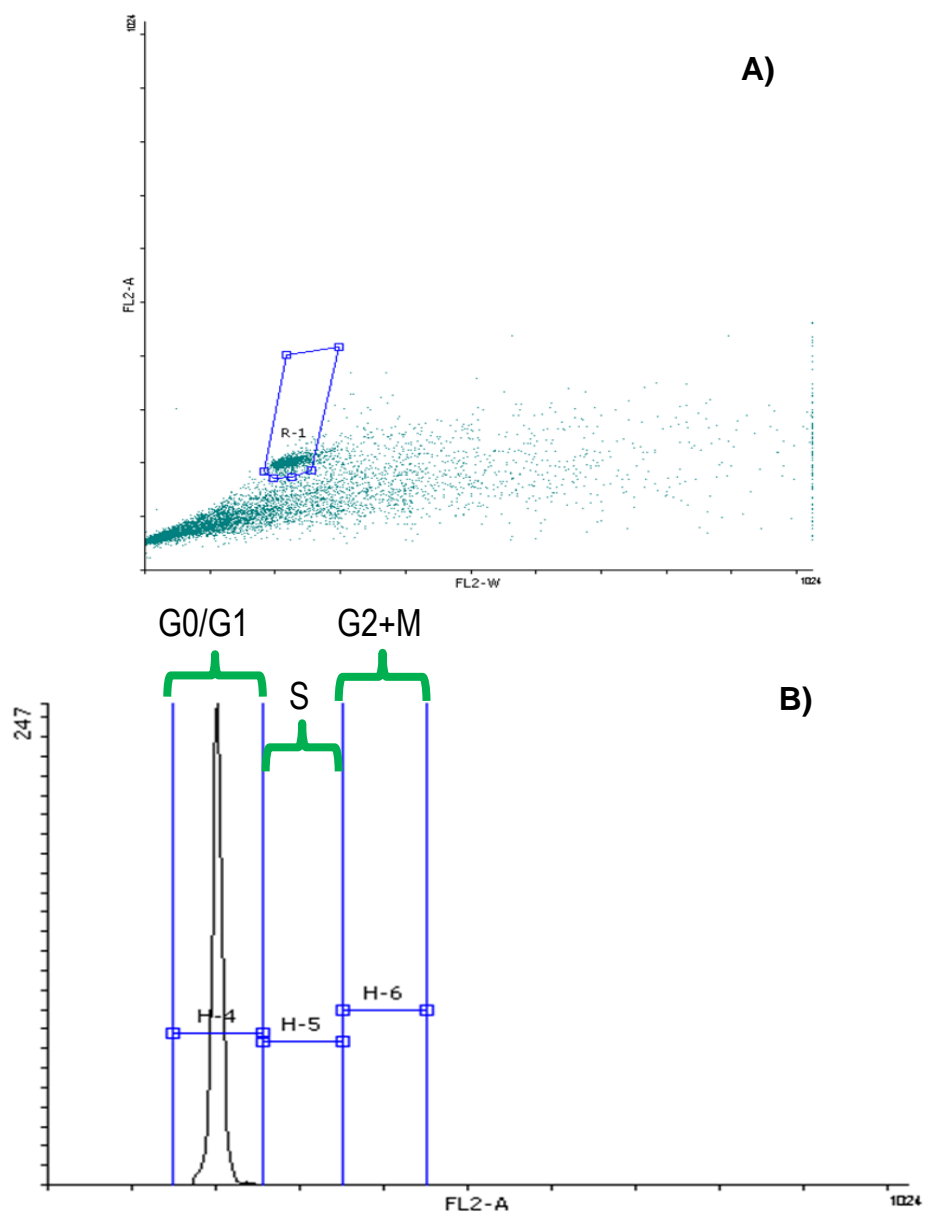 1024
A)
FL2-A
R-1
FL2-W
1024
G0/G1
G2+M
S
B)
247
H-4
H-5
H-6
FL2-A
1024